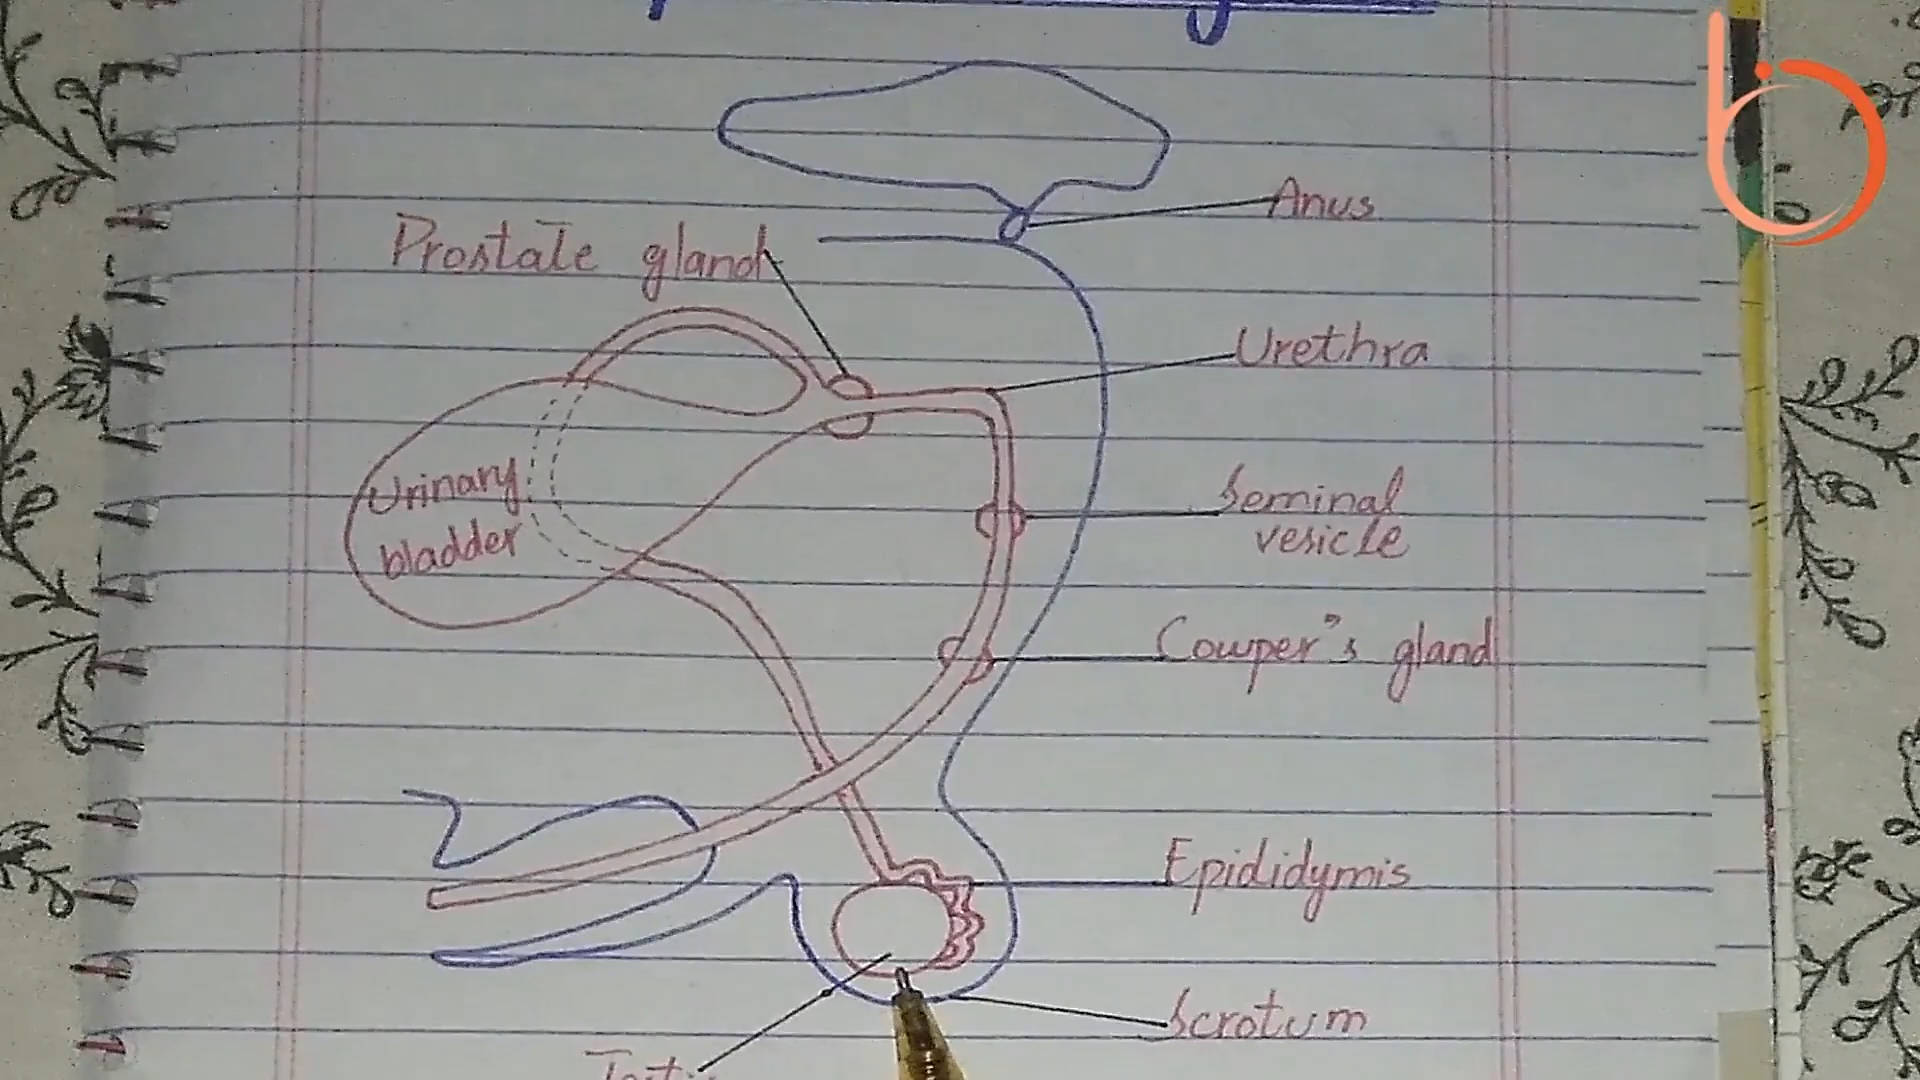 Anus
Prostate gland
Urethra
Urinary
bladder
Seminal
vesicle
Cowper"s gland
Epididymis
Scrotum